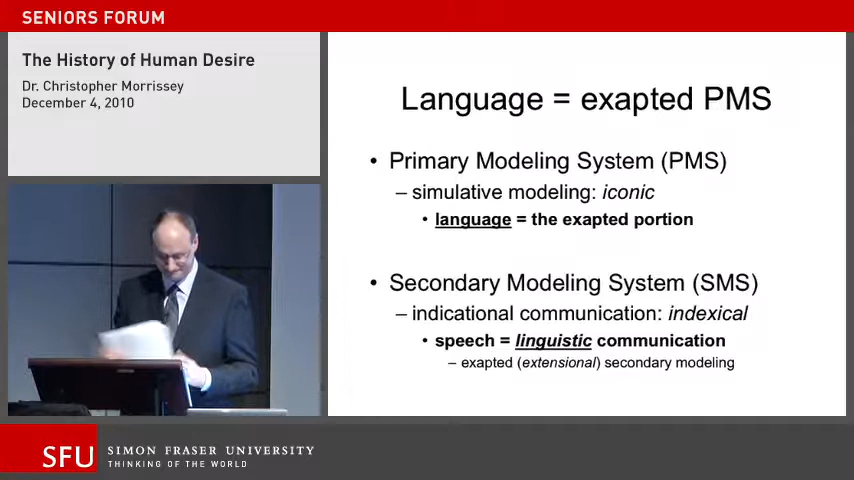 SENIORS FORUM
The History of Human Desire
Dr. Christopher Morrissey
December 4, 2010
Language = exapted PMS
• Primary Modeling System (PMS)
– simulative modeling: iconic
• language = the exapted portion
• Secondary Modeling System (SMS)
– indicational communication: indexical
• speech = linguistic communication
– exapted (extensional) secondary modeling
SFU
SIMON FRASER UNIVERSITY
THINKING OF THE WORLD